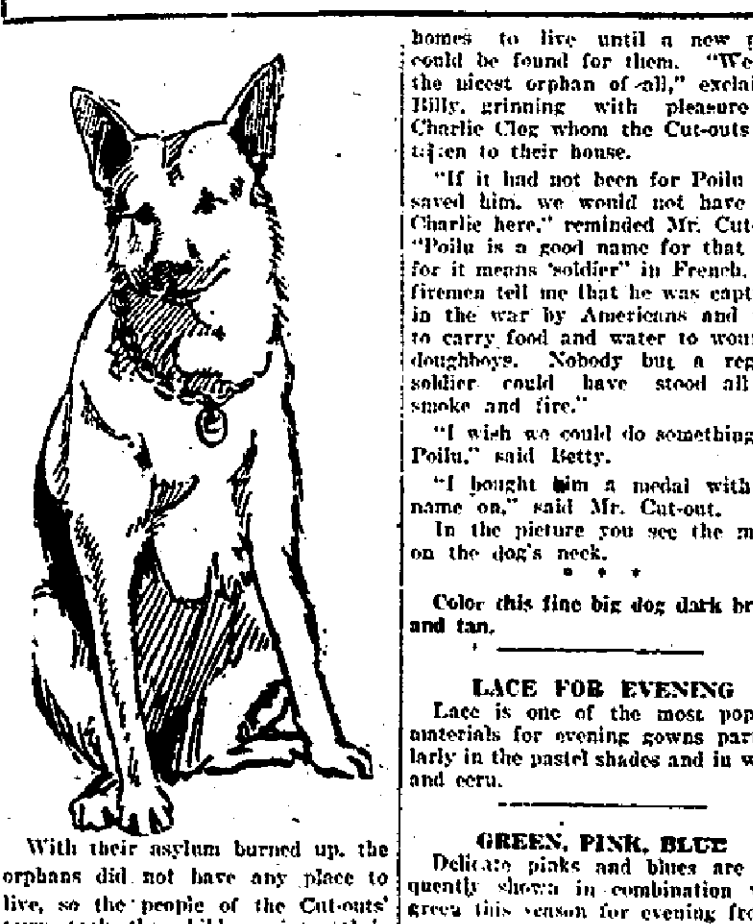 With their asylum burned up, the
orphans did not have any place to
live, so the people of the Cut-outs'
homes to live until a new
could be found for them. "We
the nicest orphan of all,"
Billy, grinning with pleasure
Charlie Clog whom the Cut-outs
taken to their house.
"If it had not been for Poilu
saved him, we would not have
Charlie here," reminded Mr. Cut-
"Poilu is a good name for that
for it means 'soldier" in French.
firemen tell me that he was
in the war by Americans and
to carry food and water to
doughboys. Nobody but a
soldier could have stood all
smoke and fire."
"I wish we could do something
Poilu," said Betty.
"I bought him a medal with
name on," said Mr. Cut-out.
In the picture you see the
on the dog's neck.
* * *
Color this fine big dog dark
and tan.
LACE FOR EVENING
Lace is one of the most
materials for evening gowns
larly in the pastel shades and in
and ecru.
GREEN, PINK, BLUE
Delicate pinks and blues are
quently shown in combination
green this season for evening